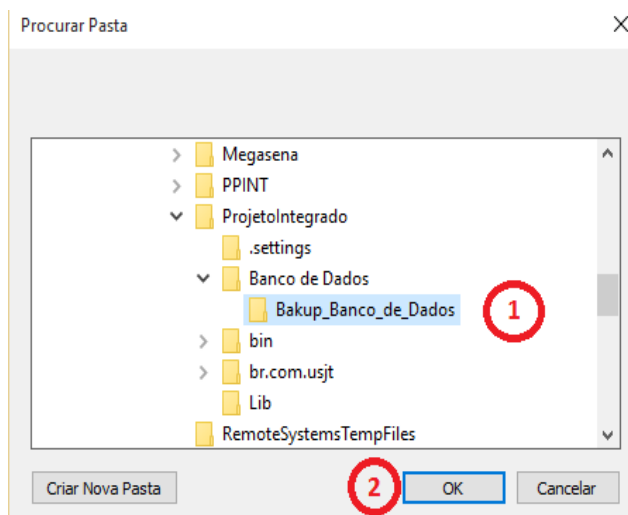 Procurar Pasta
Megasena
PPINT
ProjetoIntegrado
.settings
Banco de Dados
Bakup_Banco_de_Dados 1
bin
br.com.usjt
Lib
RemoteSystemsTempFiles
Criar Nova Pasta 2 OK Cancelar